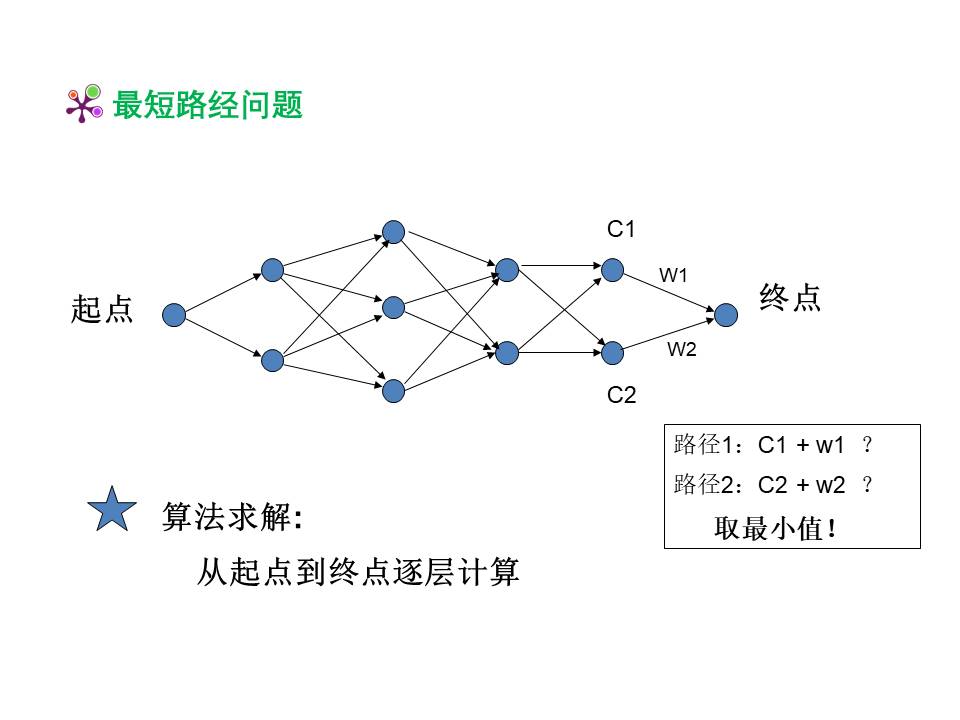 最短路经问题
C1
W1
起点
终点
W2
C2
路径1：C1 + w1 ？
路径2：C2 + w2 ？
取最小值！
算法求解:
从起点到终点逐层计算